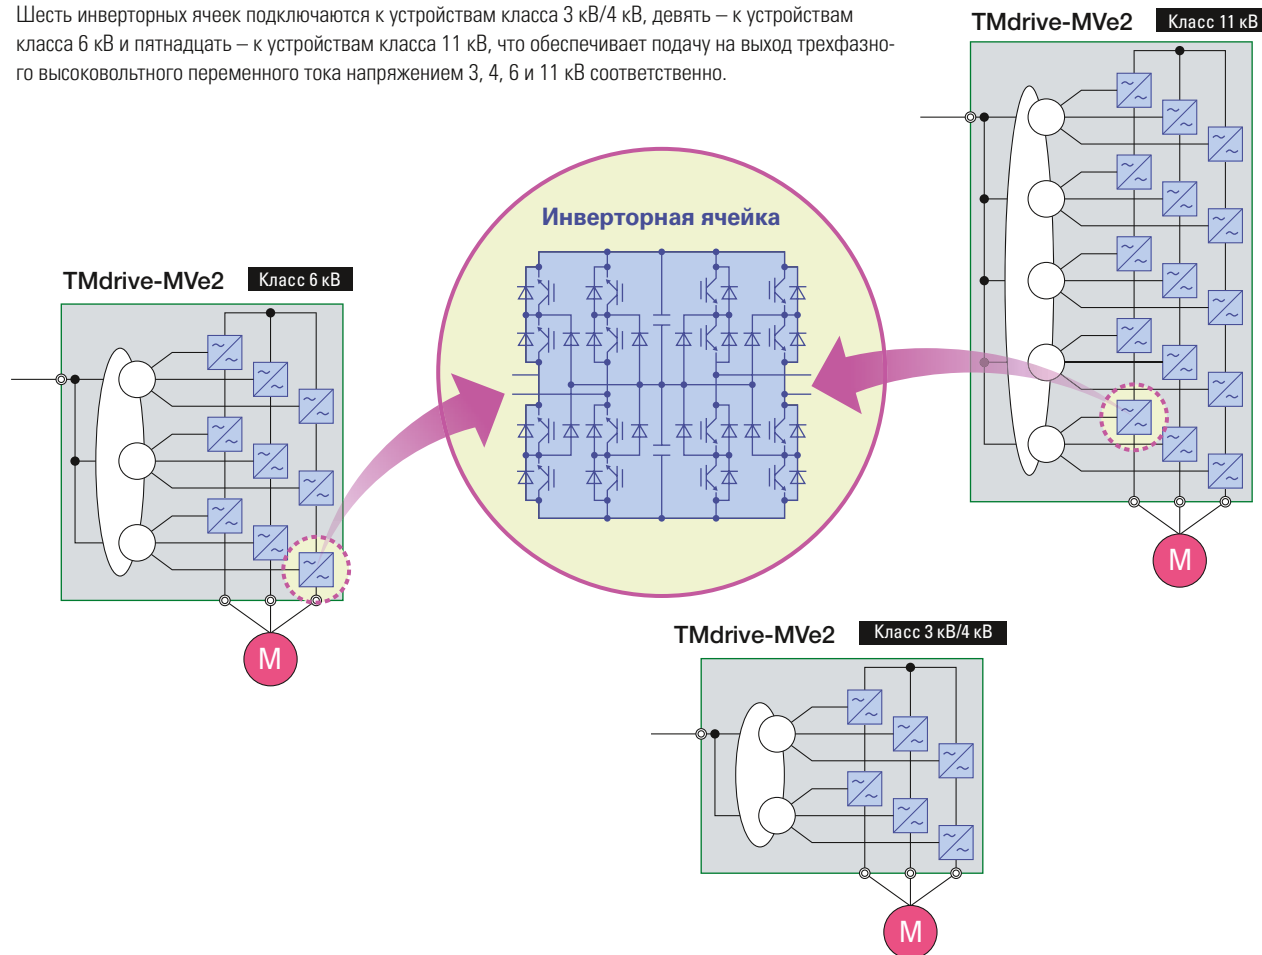 Шесть инверторных ячеек подключаются к устройствам класса 3 кВ/4 кВ, девять – к устройствам
класса 6 кВ и пятнадцать – к устройствам класса 11 кВ, что обеспечивает подачу на выход трехфазно-
го высоковольтного переменного тока напряжением 3, 4, 6 и 11 кВ соответственно.
TMdrive-MVe2 Класс 11 кВ
Инверторная ячейка
TMdrive-MVe2 Класс 6 кВ
M
M
TMdrive-MVe2 Класс 3 кВ/4 кВ
M